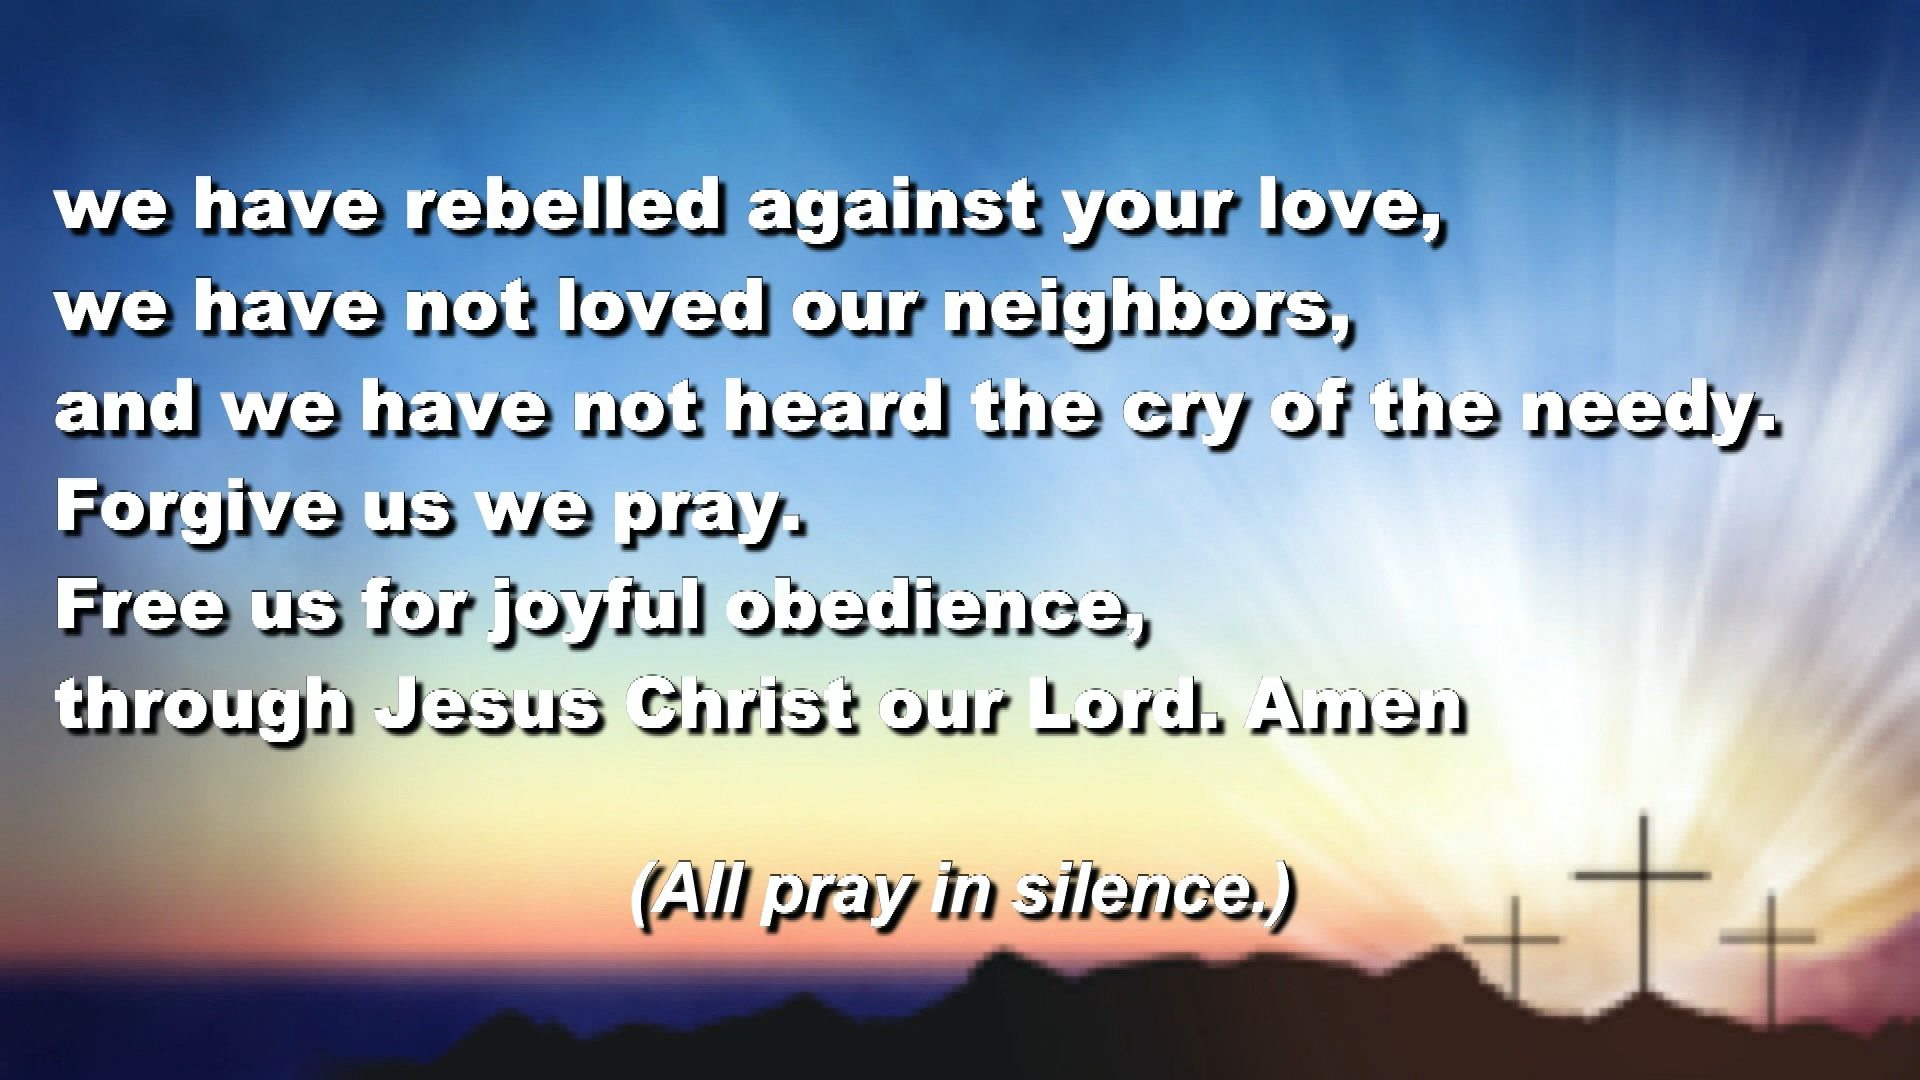 we have rebelled against your love,
we have not loved our neighbors,
and we have not heard the cry of the needy.
Forgive us we pray.
Free us for joyful obedience,
through Jesus Christ our Lord. Amen
(All pray in silence.)